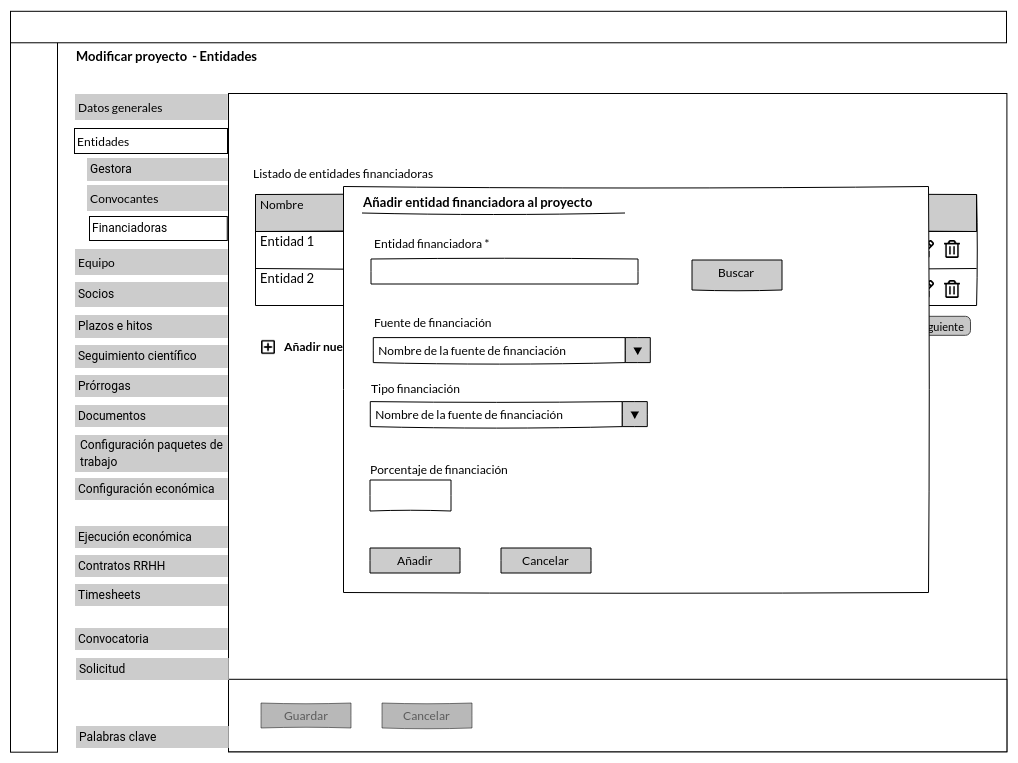 Modificar proyecto - Entidades
Datos generales
Entidades
Gestora
Convocantes
Financiadoras
Equipo
Socios
Plazos e hitos
Seguimiento científico
Prórrogas
Documentos
Configuración paquetes de
trabajo
Configuración económica
Ejecución económica
Contratos RRHH
Timesheets
Convocatoria
Solicitud
Palabras clave
Listado de entidades financiadoras
Nombre
Entidad 1
Entidad 2
Añadir nue
guiente
Añadir entidad financiadora al proyecto
Entidad financiadora *
Buscar
Fuente de financiación
Nombre de la fuente de financiación
Tipo financiación
Nombre de la fuente de financiación
Porcentaje de financiación
Añadir Cancelar
Guardar Cancelar